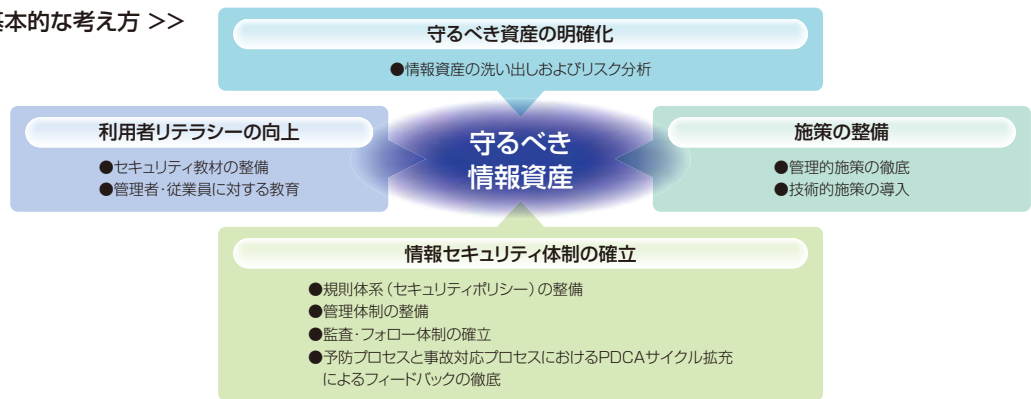 本的な考え方 >>
守るべき資産の明確化
●情報資産の洗い出しおよびリスク分析
利用者リテラシーの向上
●セキュリティ教材の整備
●管理者・従業員に対する教育
守るべき
情報資産
施策の整備
●管理的施策の徹底
●技術的施策の導入
情報セキュリティ体制の確立
●規則体系（セキュリティポリシー）の整備
●管理体制の整備
●監査・フォロー体制の確立
●予防プロセスと事故対応プロセスにおけるPDCAサイクル拡充
によるフィードバックの徹底